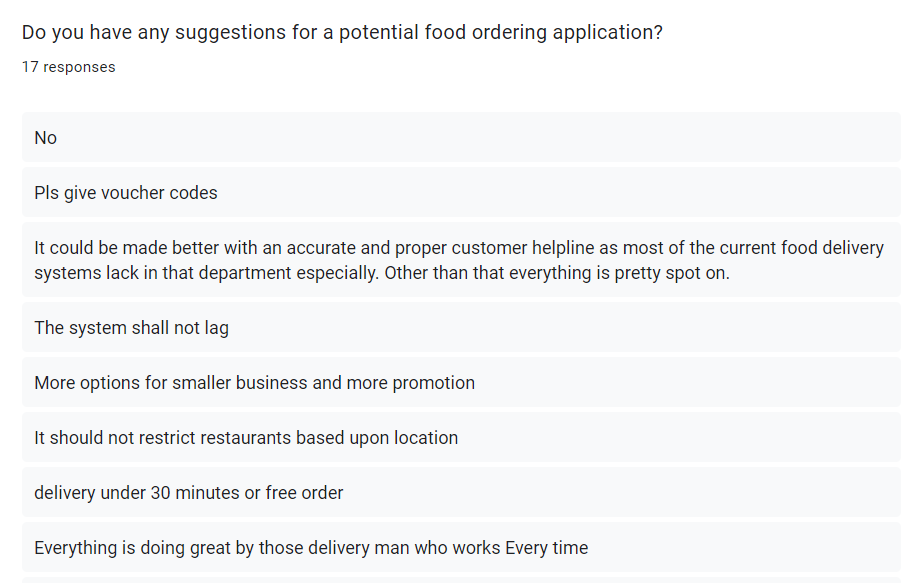 Do you have any suggestions for a potential food ordering application?
17 responses
No
Pls give voucher codes
It could be made better with an accurate and proper customer helpline as most of the current food delivery
systems lack in that department especially. Other than that everything is pretty spot on.
The system shall not lag
More options for smaller business and more promotion
It should not restrict restaurants based upon location
delivery under 30 minutes or free order
Everything is doing great by those delivery man who works Every time